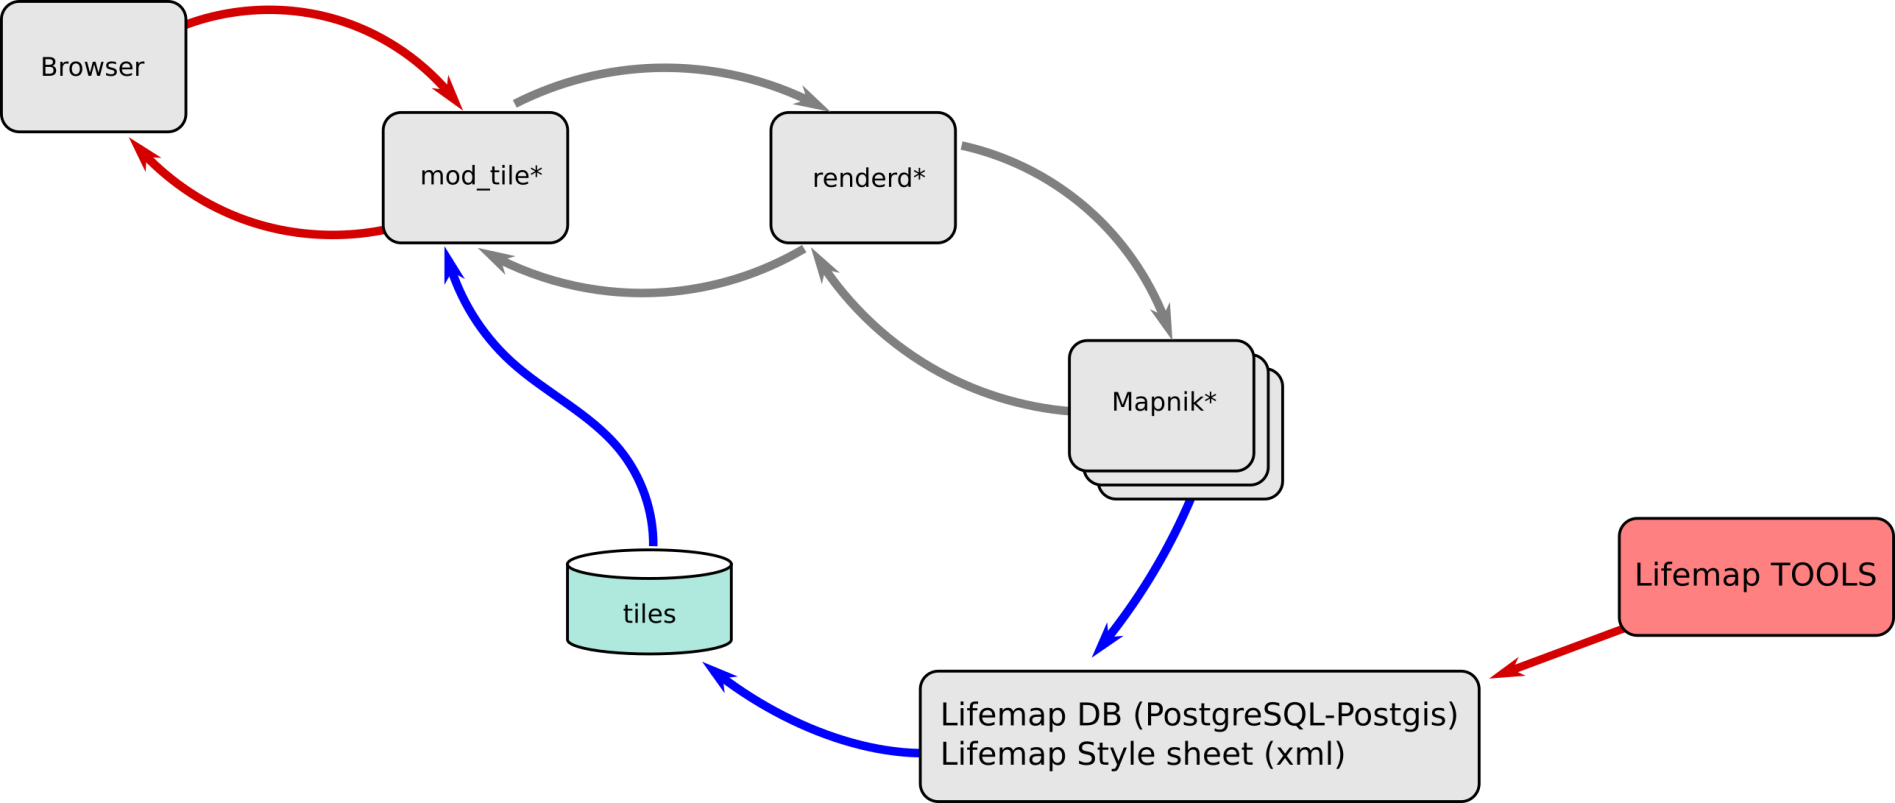 Browser
mod_tile*
renderd*
Mapnik*
Lifemap TOOLS
tiles
Lifemap DB (PostgreSQL-Postgis)
Lifemap Style sheet (xml)